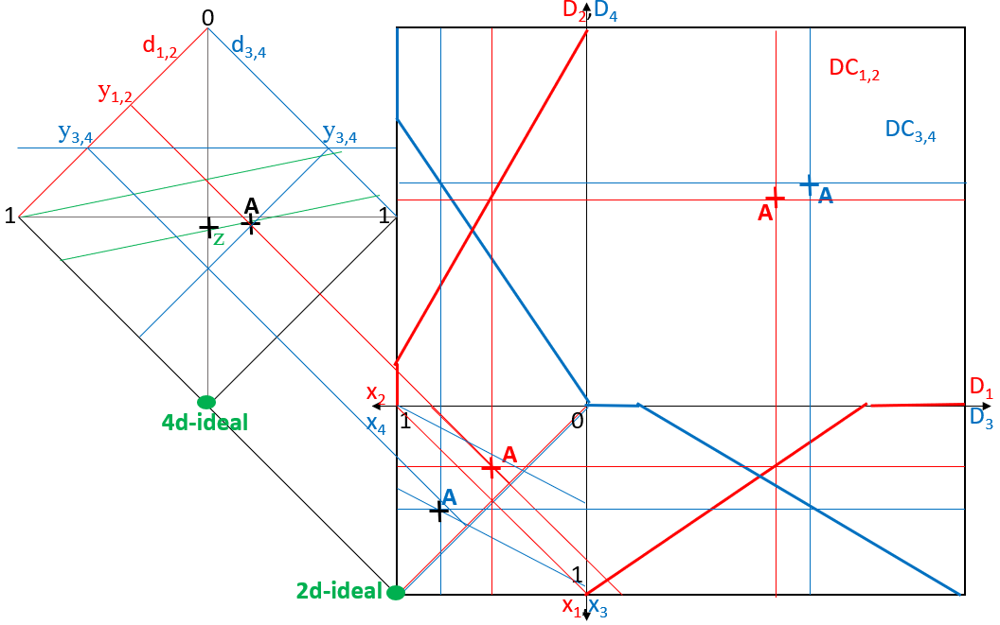 0
D₂,D₄
d₁,₂
d₃,₄
DC₁,₂
y₁,₂
y₃,₄
y₃,₄
DC₃,₄
A
A
A
1
1
z
x₂
D₁
x₄
1
0
D₃
4d-ideal
A
A
1
2d-ideal
x₁,x₃